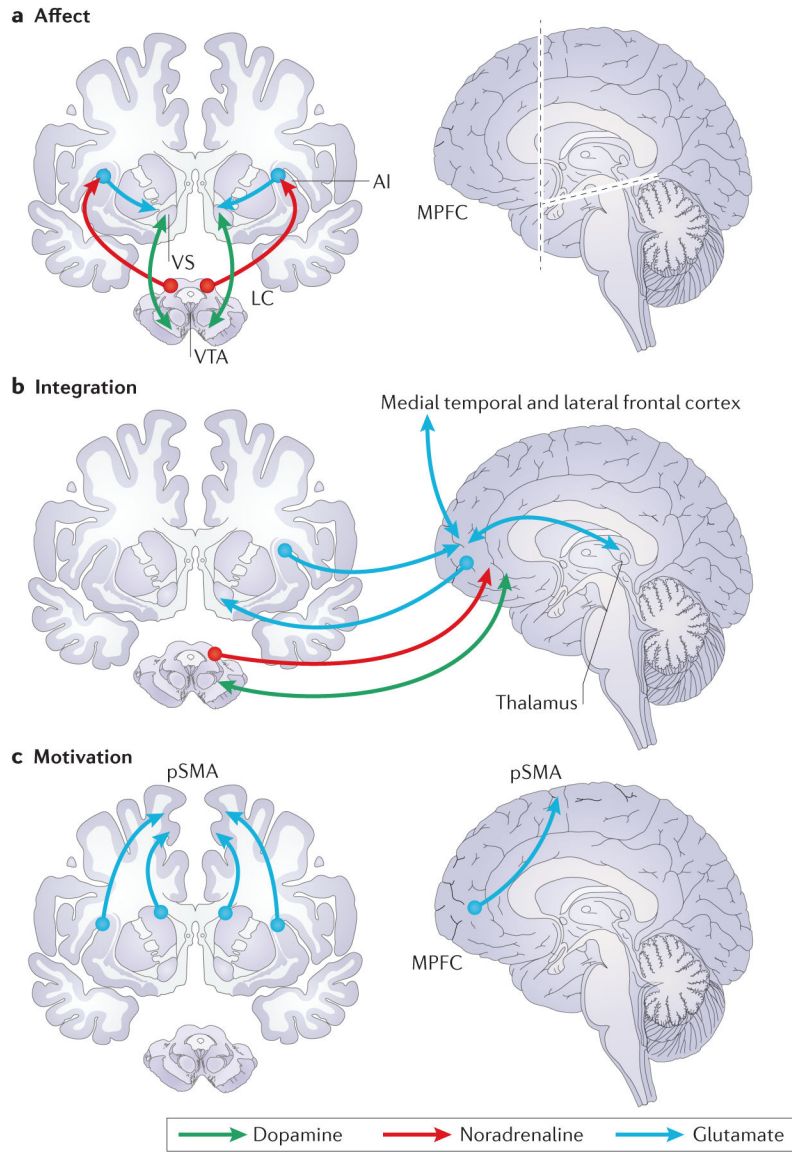 a Affect
AI
MPFC
VS
LC
VTA
b Integration
Medial temporal and lateral frontal cortex
Thalamus
c Motivation
pSMA
pSMA
MPFC
Dopamine
Noradrenaline
Glutamate